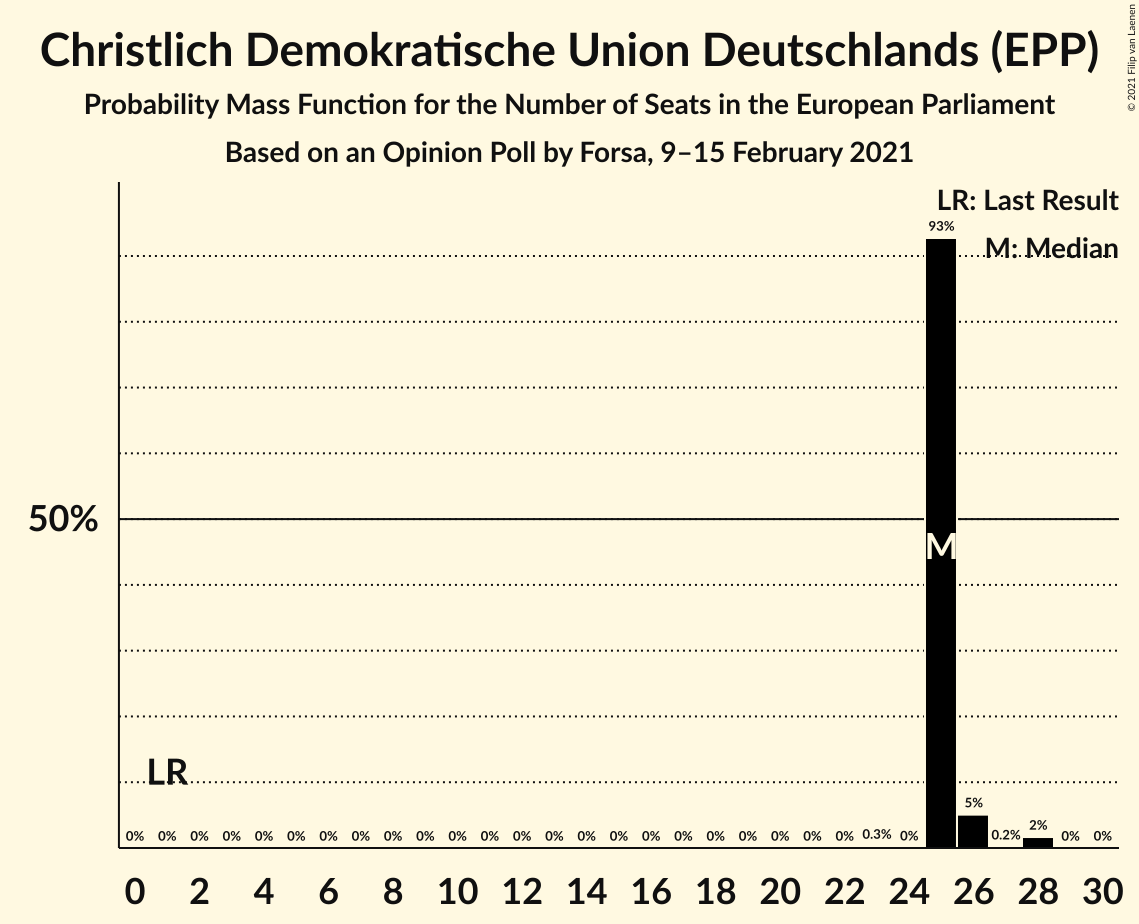 Christlich Demokratische Union Deutschlands (EPP)
Probability Mass Function for the Number of Seats in the European Parliament
Based on an Opinion Poll by Forsa, 9–15 February 2021
© 2021 Filip van Laenen
LR: Last Result
93%
M: Median
50%
M
LR
5%
0% 0% 0% 0% 0% 0% 0% 0% 0% 0% 0% 0% 0% 0% 0% 0% 0% 0% 0% 0% 0% 0% 0% 0.3% 0% 0.2% 2% 0% 0%
0 2 4 6 8 10 12 14 16 18 20 22 24 26 28 30